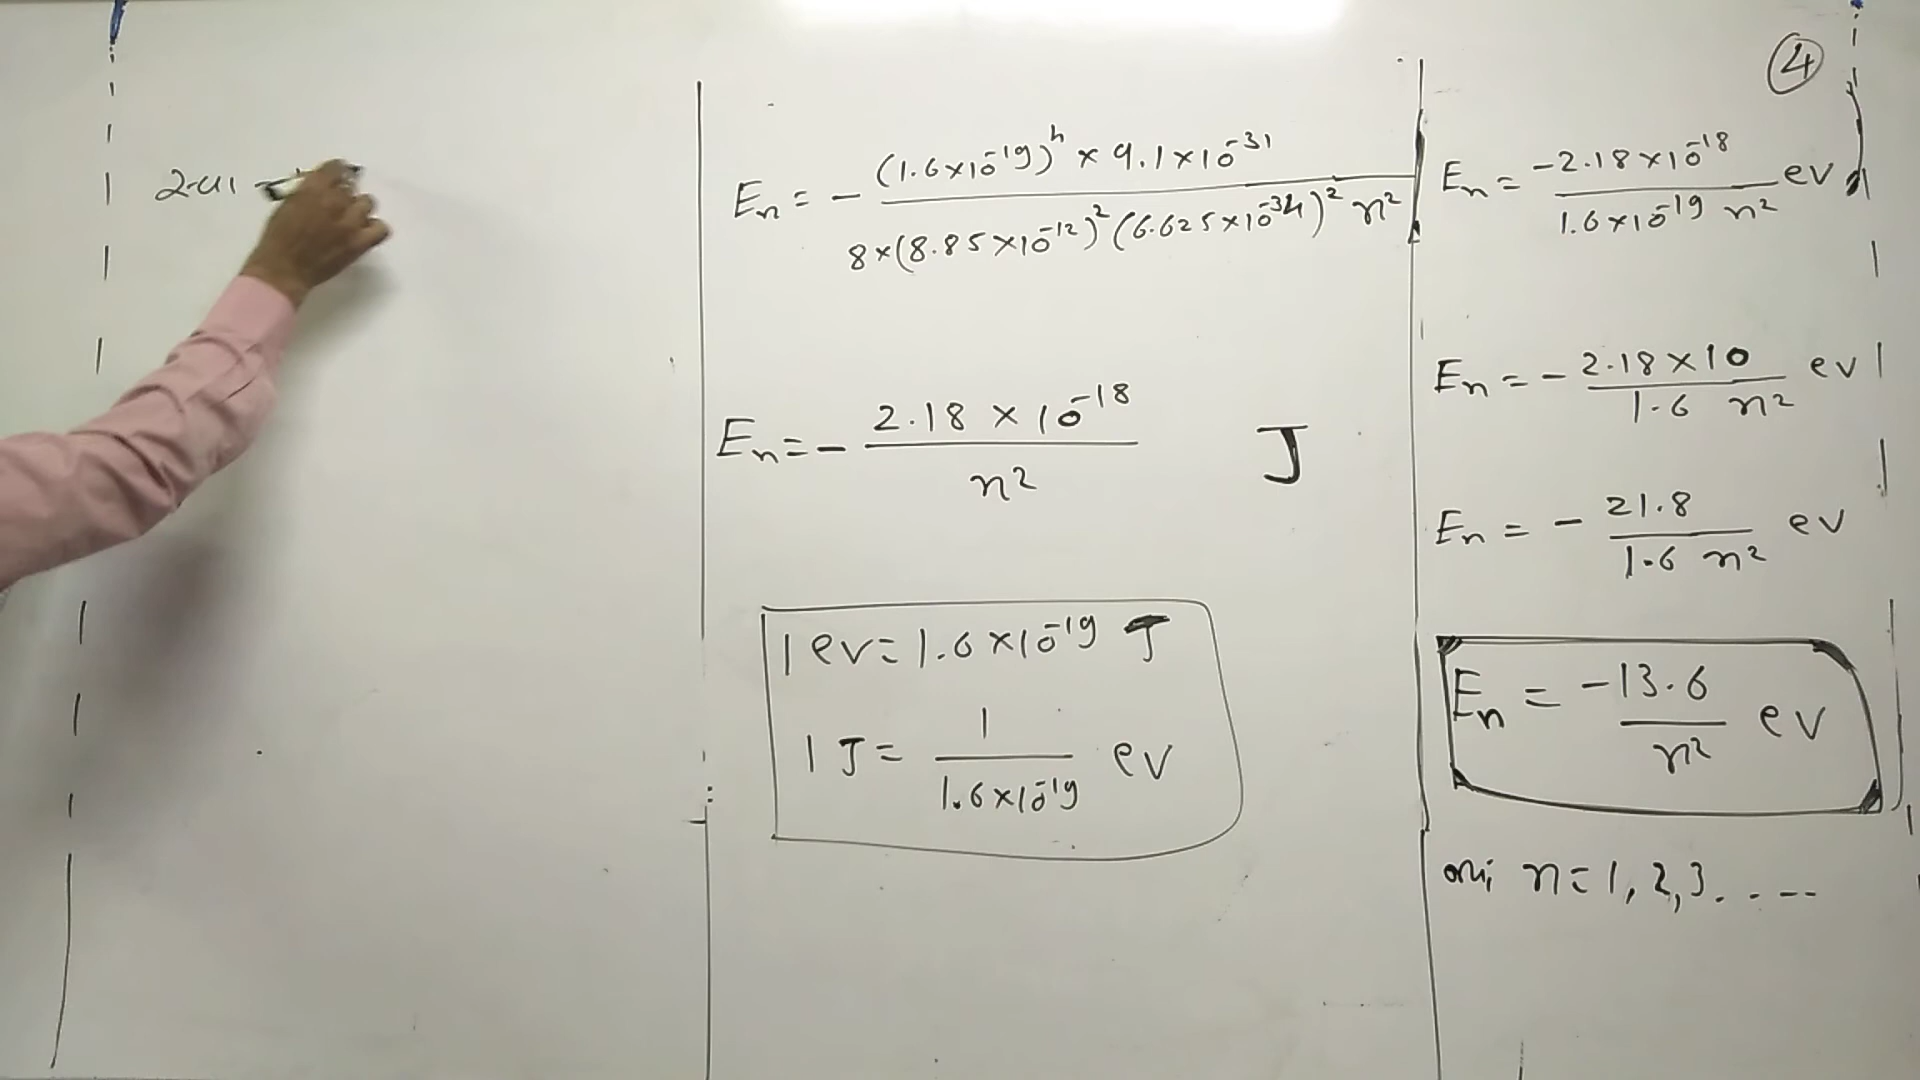 ④
Eₙ = - (1.6×10⁻¹⁹)⁴ × 9.1×10⁻³¹ / 8×(8.85×10⁻¹²)² (6.625×10⁻³⁴)² n²
Eₙ = - 2.18 × 10⁻¹⁸ / n² J
1 ev = 1.6×10⁻¹⁹ J
1 J = 1 / 1.6×10⁻¹⁹ ev
Eₙ = -2.18×10⁻¹⁸ / 1.6×10⁻¹⁹ n² ev
Eₙ = - 2.18×10 / 1.6 n² ev
Eₙ = - 21.8 / 1.6 n² ev
Eₙ = -13.6 / n² ev
n = 1, 2, 3. . - --